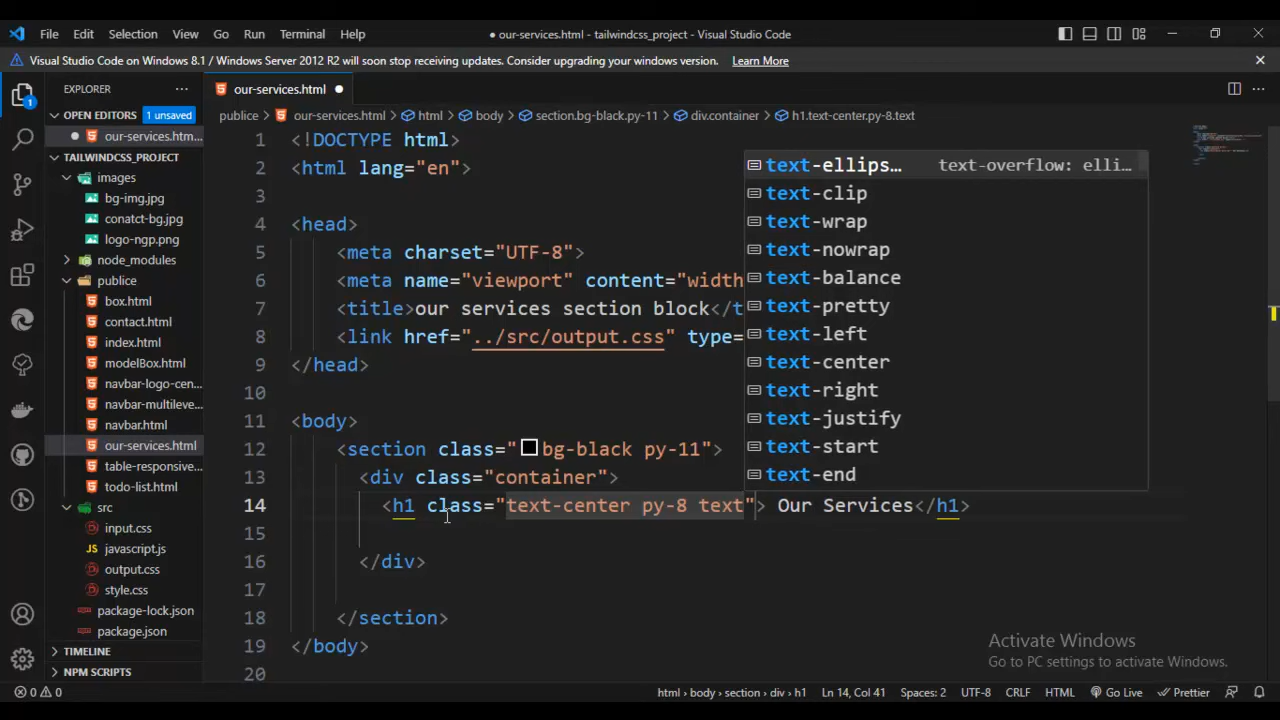 File Edit Selection View Go Run Terminal Help
● our-services.html - tailwindcss_project - Visual Studio Code
Visual Studio Code on Windows 8.1 / Windows Server 2012 R2 will soon stop receiving updates. Consider upgrading your windows version. Learn More
EXPLORER
OPEN EDITORS 1 unsaved
our-services.htm...
TAILWINDCSS_PROJECT
images
bg-img.jpg
conatct-bg.jpg
logo-ngp.png
node_modules
publice
box.html
contact.html
index.html
modelBox.html
navbar-logo-cen...
navbar-multileve...
navbar.html
our-services.html
table-responsive...
todo-list.html
src
input.css
JS javascript.js
output.css
style.css
package-lock.json
package.json
TIMELINE
NPM SCRIPTS
1
our-services.html
publice > our-services.html > html > body > section.bg-black.py-11 > div.container > h1.text-center.py-8.text
1 <!DOCTYPE html>
2 <html lang="en">
3
4 <head>
5 <meta charset="UTF-8">
6 <meta name="viewport" content="width
7 <title>our services section block</t
8 <link href="../src/output.css" type=
9 </head>
10
11 <body>
12 <section class="bg-black py-11">
13 <div class="container">
14 <h1 class="text-center py-8 text"> Our Services</h1>
15
16 </div>
17
18 </section>
19 </body>
20
text-ellips... text-overflow: elli...
text-clip
text-wrap
text-nowrap
text-balance
text-pretty
text-left
text-center
text-right
text-justify
text-start
text-end
Activate Windows
Go to PC settings to activate Windows.
0 0 html > body > section > div > h1 Ln 14, Col 41 Spaces: 2 UTF-8 CRLF HTML Go Live Prettier